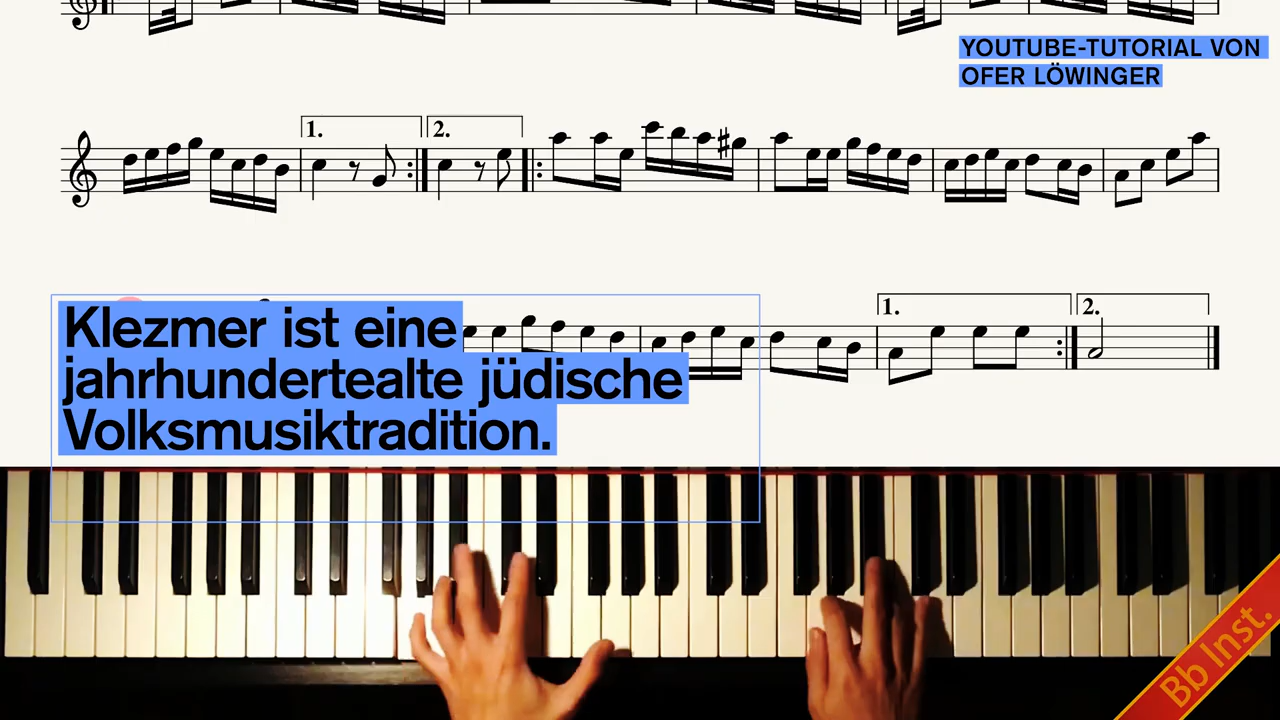 YOUTUBE-TUTORIAL VON
OFER LÖWINGER
1.
2.
1.
2.
Klezmer ist eine
jahrhundertealte jüdische
Volksmusiktradition.
Bb Inst.